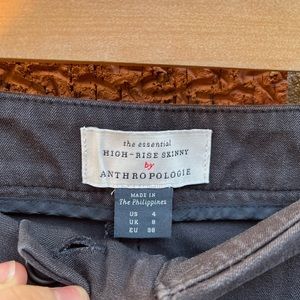 the essential
HIGH-RISE SKINNY
by
ANTHROPOLOGIE
MADE IN
The Philippines
US 4
UK 8
EU 36